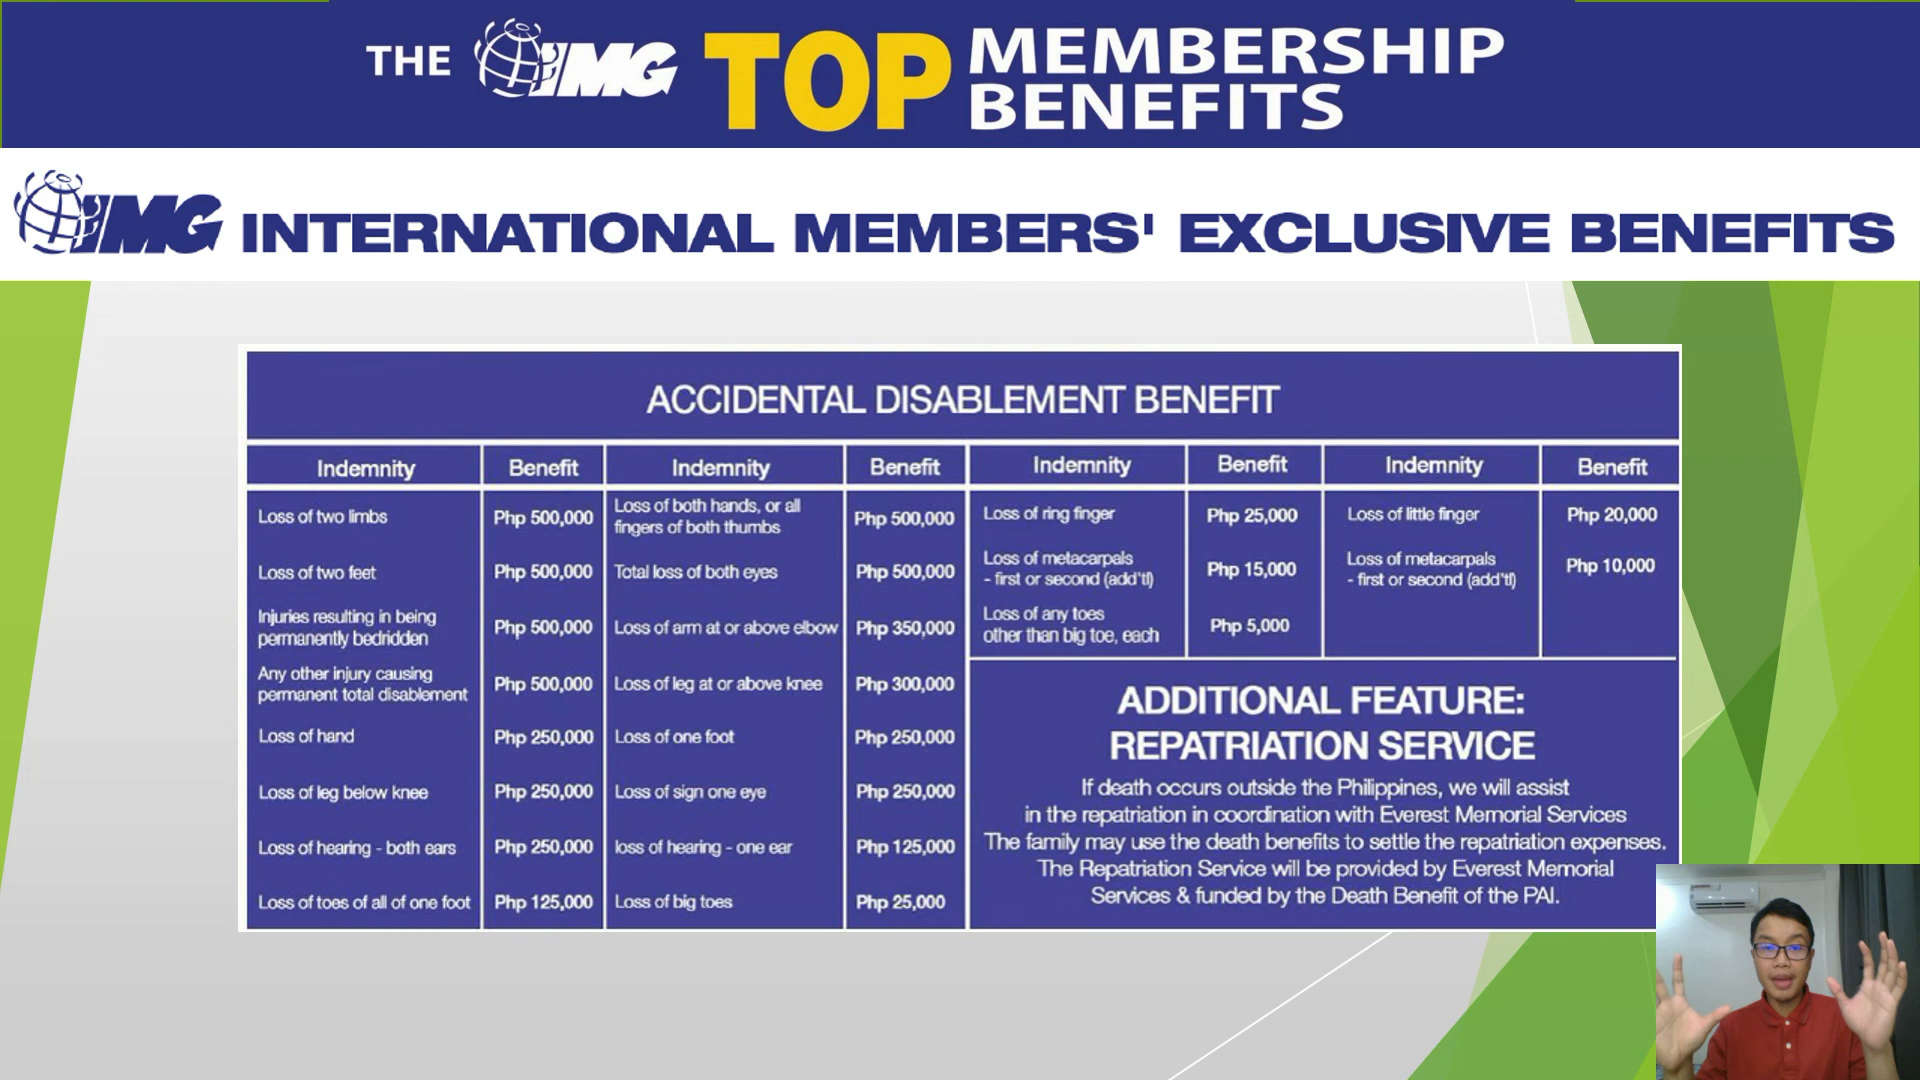 THE IMG TOP MEMBERSHIP
BENEFITS
IMG INTERNATIONAL MEMBERS' EXCLUSIVE BENEFITS
ACCIDENTAL DISABLEMENT BENEFIT
Indemnity Benefit Indemnity Benefit Indemnity Benefit Indemnity Benefit
Loss of two limbs Php 500,000
Loss of two feet Php 500,000
Injuries resulting in being
permanently bedridden Php 500,000
Any other injury causing
permanent total disablement Php 500,000
Loss of hand Php 250,000
Loss of leg below knee Php 250,000
Loss of hearing - both ears Php 250,000
Loss of toes of all of one foot Php 125,000
Loss of both hands, or all
fingers of both thumbs Php 500,000
Total loss of both eyes Php 500,000
Loss of arm at or above elbow Php 350,000
Loss of leg at or above knee Php 300,000
Loss of one foot Php 250,000
Loss of sign one eye Php 250,000
loss of hearing - one ear Php 125,000
Loss of big toes Php 25,000
Loss of ring finger Php 25,000
Loss of metacarpals
- first or second (add'tl) Php 15,000
Loss of any toes
other than big toe, each Php 5,000
Loss of little finger Php 20,000
Loss of metacarpals
- first or second (add'tl) Php 10,000
ADDITIONAL FEATURE:
REPATRIATION SERVICE
If death occurs outside the Philippines, we will assist
in the repatriation in coordination with Everest Memorial Services
The family may use the death benefits to settle the repatriation expenses.
The Repatriation Service will be provided by Everest Memorial
Services & funded by the Death Benefit of the PAI.